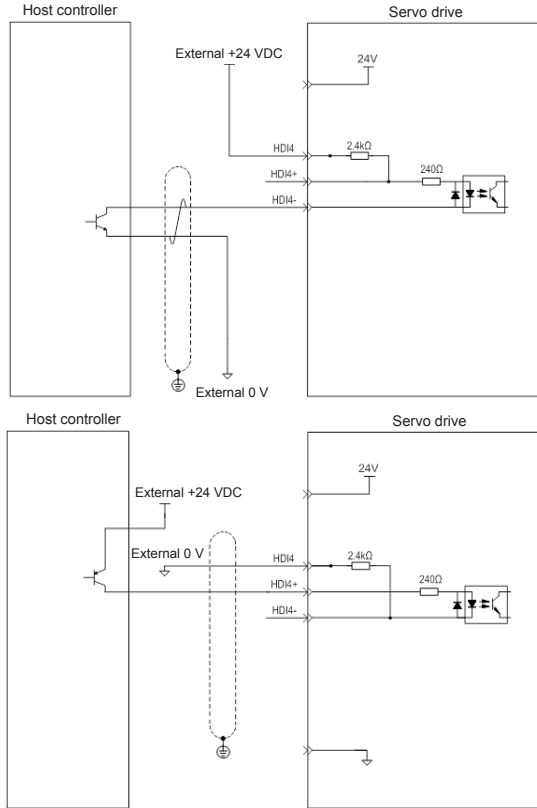 Host controller
Servo drive
External +24 VDC
24V
HDI4
2.4kΩ
HDI4+
240Ω
HDI4-
External 0 V
Host controller
Servo drive
24V
External +24 VDC
External 0 V
HDI4
2.4kΩ
HDI4+
240Ω
HDI4-